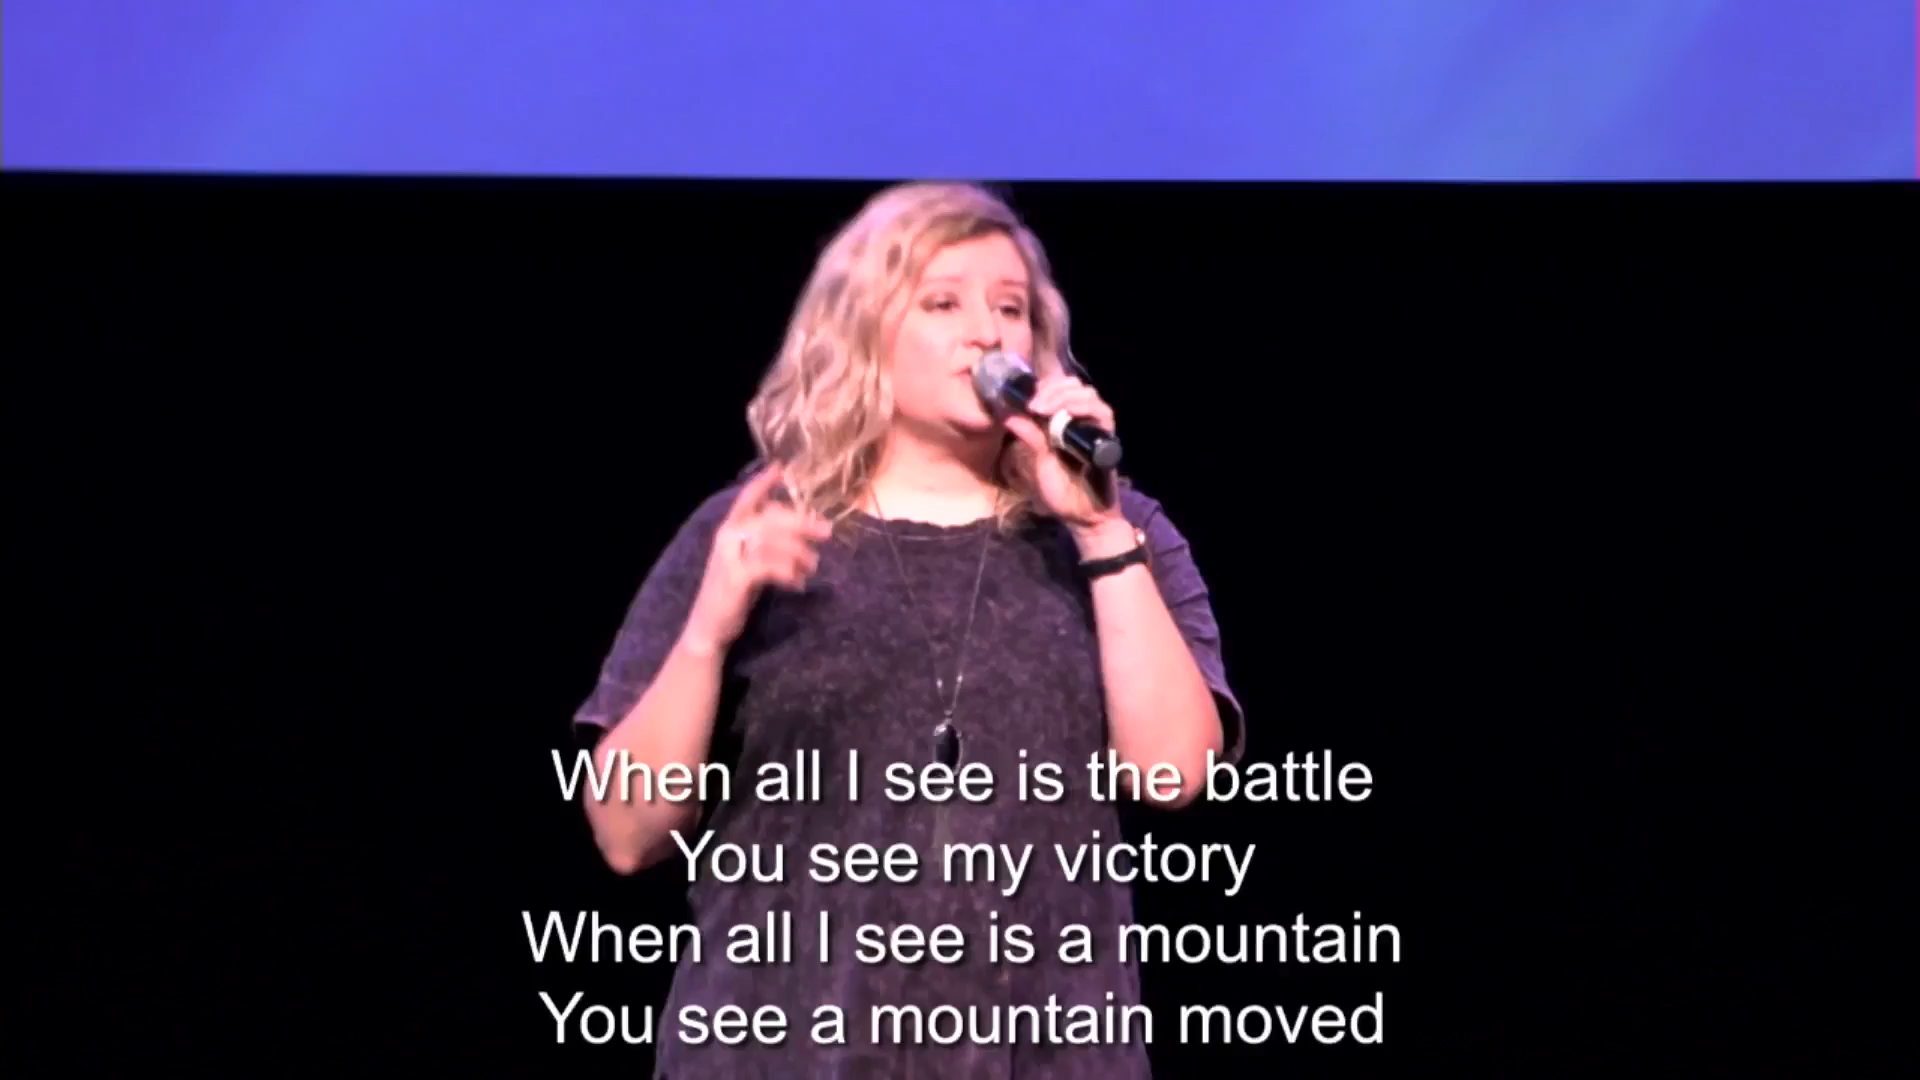 When all I see is the battle
You see my victory
When all I see is a mountain
You see a mountain moved